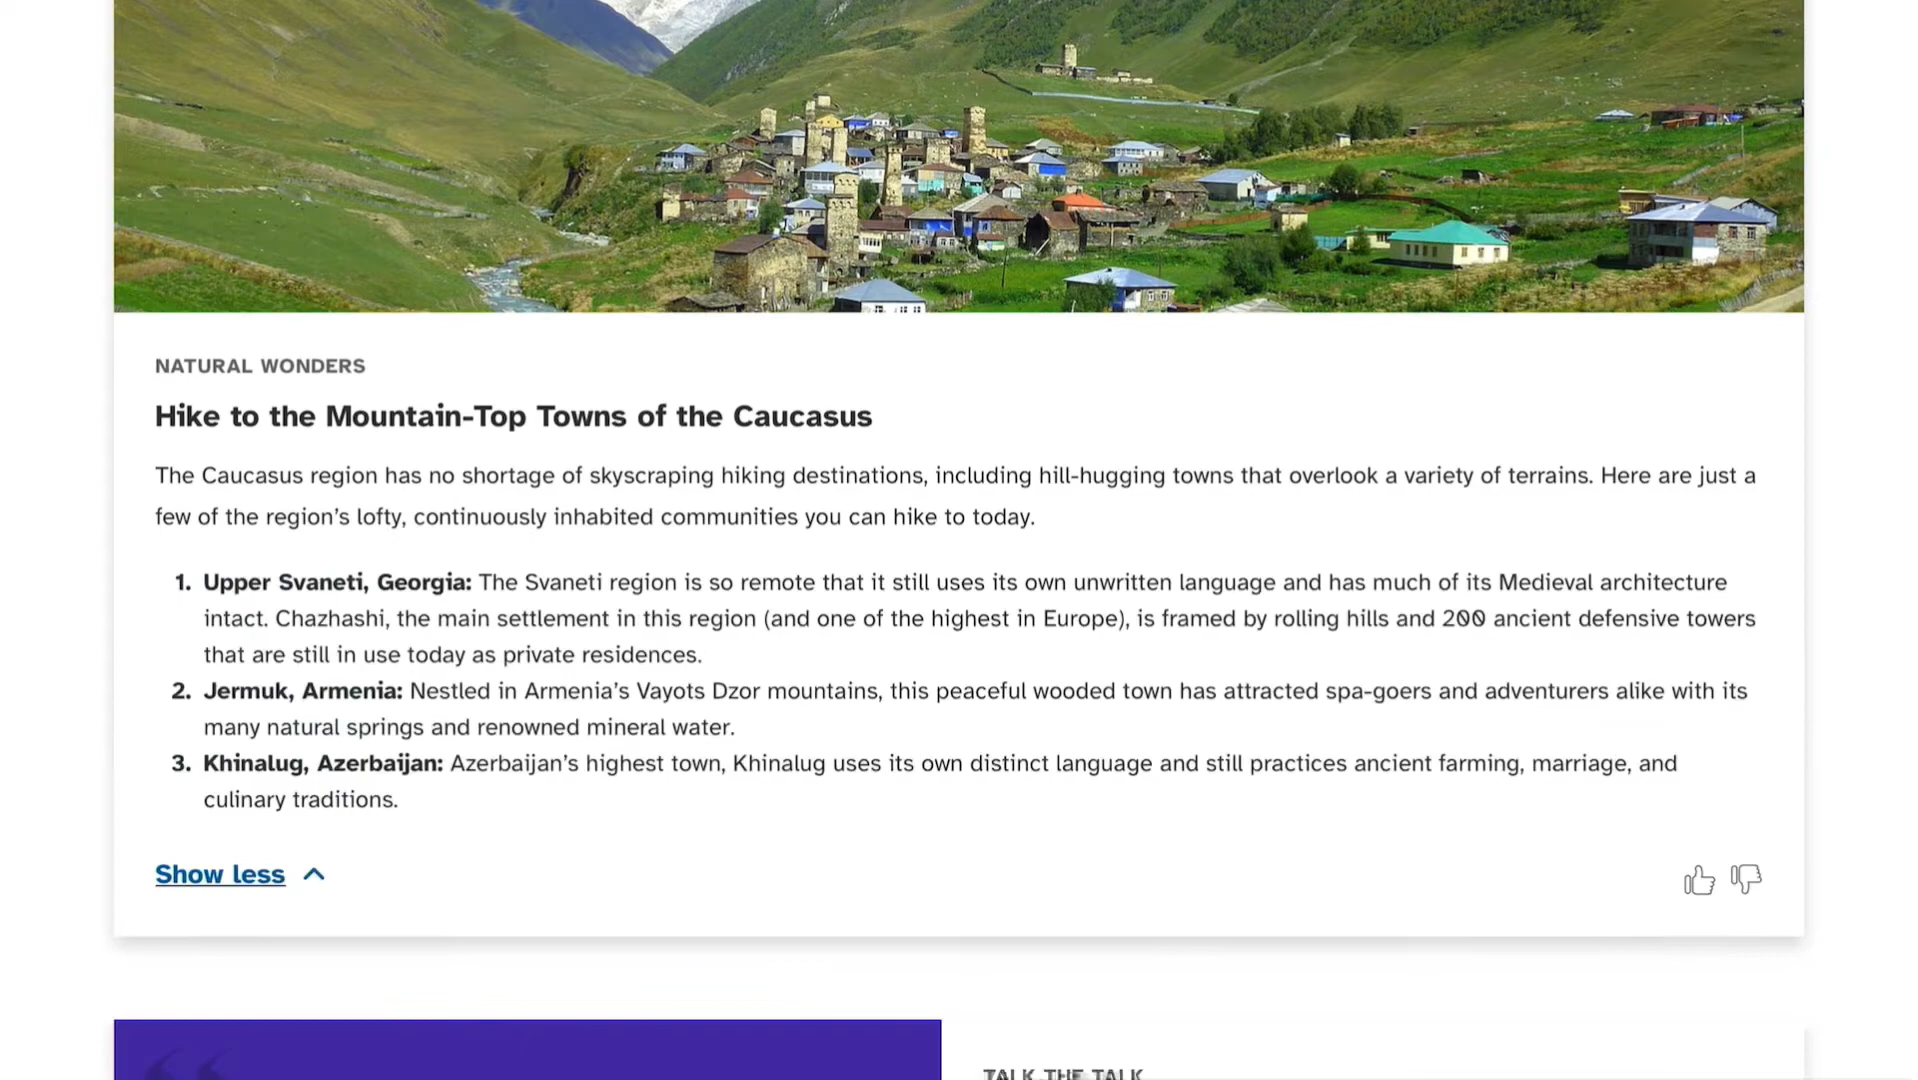 NATURAL WONDERS
Hike to the Mountain-Top Towns of the Caucasus
The Caucasus region has no shortage of skyscraping hiking destinations, including hill-hugging towns that overlook a variety of terrains. Here are just a
few of the region’s lofty, continuously inhabited communities you can hike to today.
1. Upper Svaneti, Georgia: The Svaneti region is so remote that it still uses its own unwritten language and has much of its Medieval architecture
intact. Chazhashi, the main settlement in this region (and one of the highest in Europe), is framed by rolling hills and 200 ancient defensive towers
that are still in use today as private residences.
2. Jermuk, Armenia: Nestled in Armenia’s Vayots Dzor mountains, this peaceful wooded town has attracted spa-goers and adventurers alike with its
many natural springs and renowned mineral water.
3. Khinalug, Azerbaijan: Azerbaijan’s highest town, Khinalug uses its own distinct language and still practices ancient farming, marriage, and
culinary traditions.
Show less
TALK THE TALK